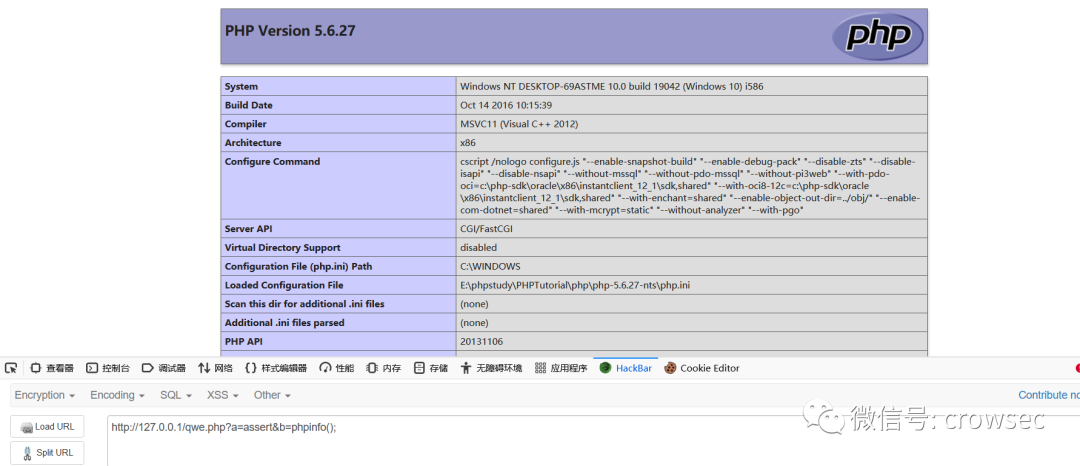 PHP Version 5.6.27
php
System Windows NT DESKTOP-69ASTME 10.0 build 19042 (Windows 10) i586
Build Date Oct 14 2016 10:15:39
Compiler MSVC11 (Visual C++ 2012)
Architecture x86
Configure Command cscript /nologo configure.js "--enable-snapshot-build" "--enable-debug-pack" "--disable-zts" "--disable-
isapi" "--disable-nsapi" "--without-mssql" "--without-pdo-mssql" "--without-pi3web" "--with-pdo-
oci=c:\php-sdk\oracle\x86\instantclient_12_1\sdk,shared" "--with-oci8-12c=c:\php-sdk\oracle
\x86\instantclient_12_1\sdk,shared" "--with-enchant=shared" "--enable-object-out-dir=../obj/" "--enable-
com-dotnet=shared" "--with-mcrypt=static" "--without-analyzer" "--with-pgo"
Server API CGI/FastCGI
Virtual Directory Support disabled
Configuration File (php.ini) Path C:\WINDOWS
Loaded Configuration File E:\phpstudy\PHPTutorial\php\php-5.6.27-nts\php.ini
Scan this dir for additional .ini files (none)
Additional .ini files parsed (none)
PHP API 20131106
查看器 控制台 调试器 网络 样式编辑器 性能 内存 存储 无障碍环境 应用程序 HackBar Cookie Editor
Encryption Encoding SQL XSS Other Contribute no
Load URL http://127.0.0.1/qwe.php?a=assert&b=phpinfo();
Split URL
微信号: crowsec